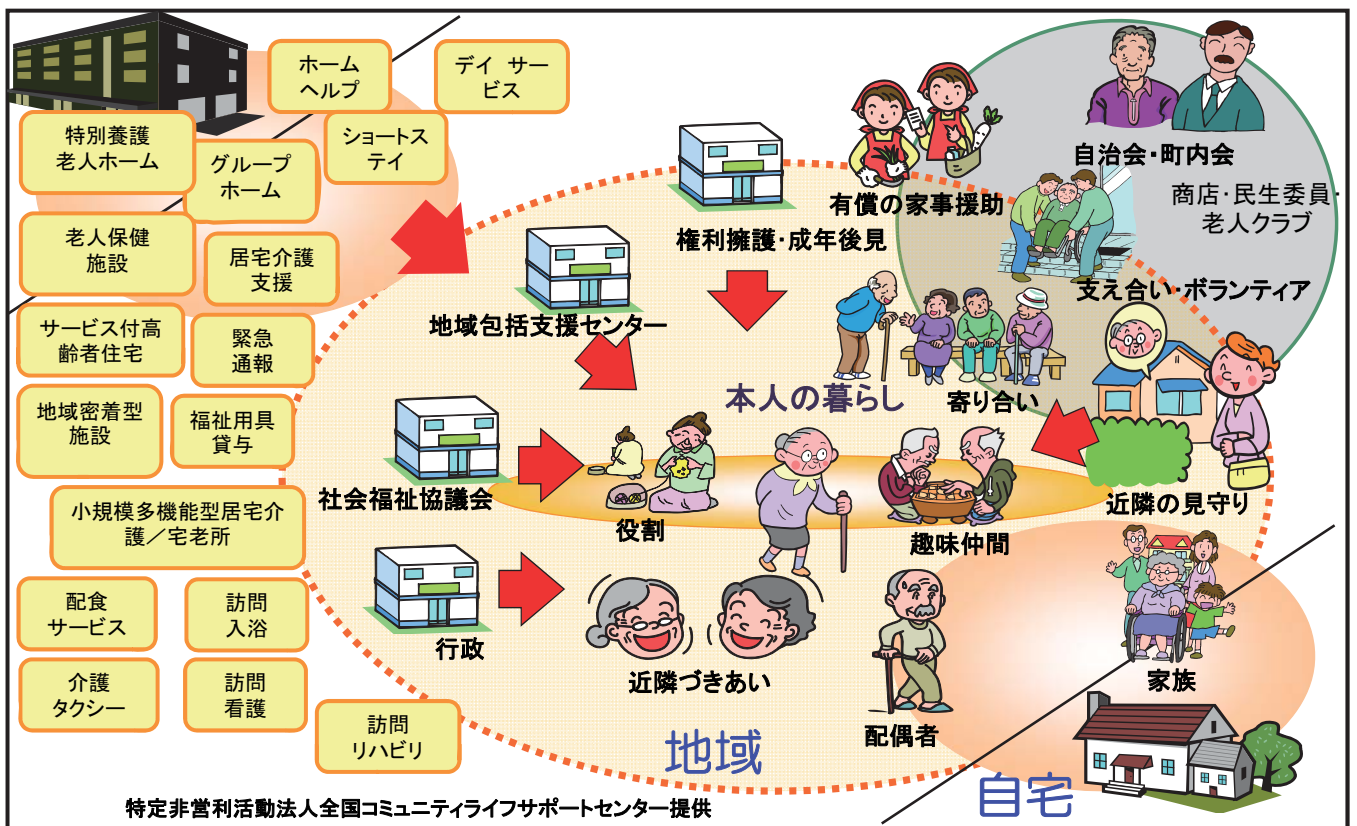 ホーム
ヘルプ
デイ サー
ビス
特別養護
老人ホーム
グループ
ホーム
ショートス
テイ
老人保健
施設
居宅介護
支援
サービス付高
齢者住宅
緊急
通報
地域密着型
施設
福祉用具
貸与
小規模多機能型居宅介
護／宅老所
配食
サービス
訪問
入浴
介護
タクシー
訪問
看護
訪問
リハビリ
権利擁護・成年後見
地域包括支援センター
社会福祉協議会
行政
有償の家事援助
自治会・町内会
商店・民生委員・
老人クラブ
支え合い・ボランティア
本人の暮らし
寄り合い
近隣の見守り
役割
趣味仲間
近隣づきあい
配偶者
家族
地域
自宅
特定非営利活動法人全国コミュニティライフサポートセンター提供